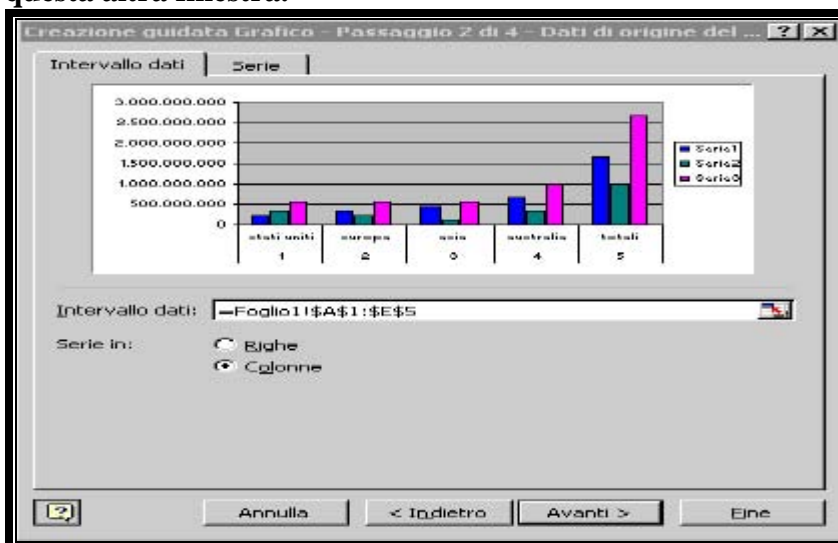 questa altra finestra:
Creazione guidata Grafico - Passaggio 2 di 4 - Dati di origine del ...
Intervallo dati
Serie
3.000.000.000
2.500.000.000
2.000.000.000
1.500.000.000
1.000.000.000
500.000.000
0
stati uniti
europa
asia
australia
totali
1
2
3
4
5
Serie1
Serie2
Serie3
Intervallo dati:
=Foglio1!$A$1:$E$5
Serie in:
Righe
Colonne
Annulla
< Indietro
Avanti >
Fine